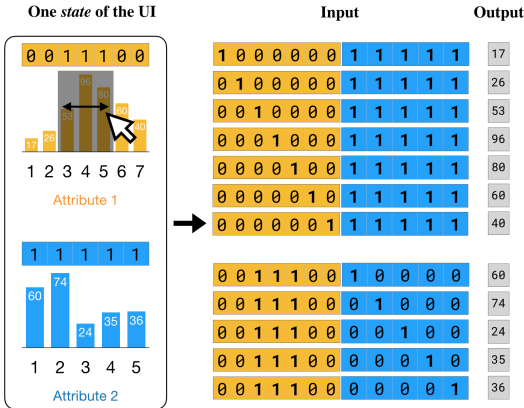 One state of the UI
0 0 1 1 1 0 0
17 26 53 96 80 60 40
1 2 3 4 5 6 7
Attribute 1
1 1 1 1 1
60 74 24 35 36
1 2 3 4 5
Attribute 2
Input Output
1 0 0 0 0 0 0 1 1 1 1 1 17
0 1 0 0 0 0 0 1 1 1 1 1 26
0 0 1 0 0 0 0 1 1 1 1 1 53
0 0 0 1 0 0 0 1 1 1 1 1 96
0 0 0 0 1 0 0 1 1 1 1 1 80
0 0 0 0 0 1 0 1 1 1 1 1 60
0 0 0 0 0 0 1 1 1 1 1 1 40
0 0 1 1 1 0 0 1 0 0 0 0 60
0 0 1 1 1 0 0 0 1 0 0 0 74
0 0 1 1 1 0 0 0 0 1 0 0 24
0 0 1 1 1 0 0 0 0 0 1 0 35
0 0 1 1 1 0 0 0 0 0 0 1 36